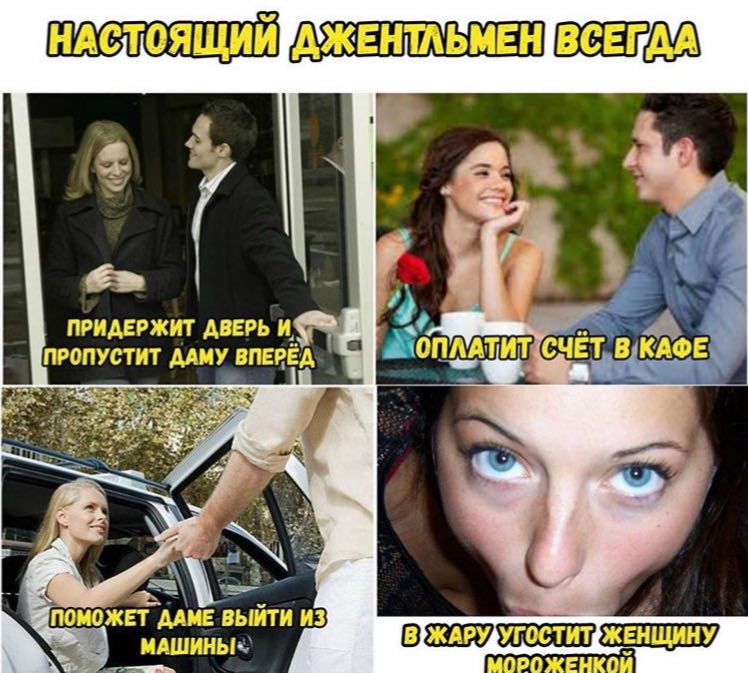 НАСТОЯЩИЙ ДЖЕНТЛЬМЕН ВСЕГДА
ПРИДЕРЖИТ ДВЕРЬ И
ПРОПУСТИТ ДАМУ ВПЕРЁД
ОПЛАТИТ СЧЁТ В КАФЕ
ПОМОЖЕТ ДАМЕ ВЫЙТИ ИЗ
МАШИНЫ
В ЖАРУ УГОСТИТ ЖЕНЩИНУ
МОРОЖЕНКОЙ